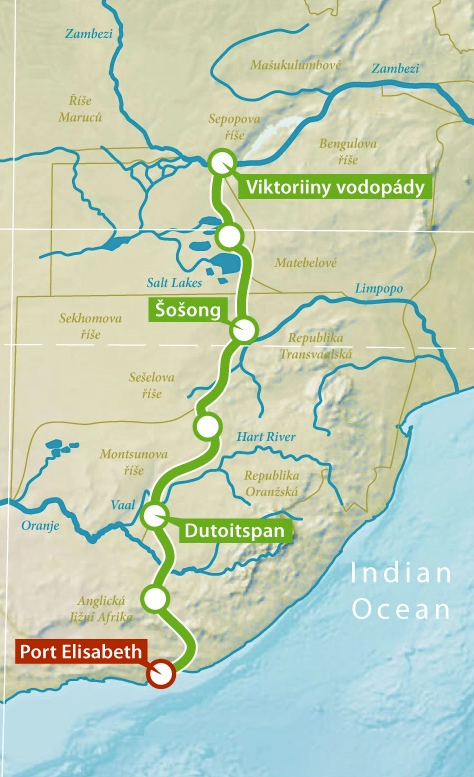 Zambezi
Mašukulumbové
Zambezi
Říše
Maruců
Sepopova
říše
Bengulova
říše
Viktoriiny vodopády
Matebelové
Salt Lakes
Limpopo
Šošong
Sekhomova
říše
Republika
Transvaalská
Sešelova
říše
Hart River
Montsunova
říše
Republika
Oranžská
Vaal
Oranje
Dutoitspan
Indian
Ocean
Anglická
Jižní Afrika
Port Elisabeth